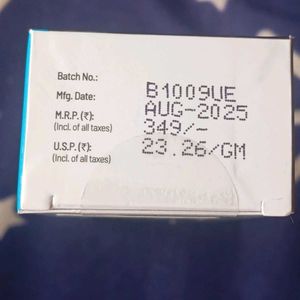 Batch No.: B1009UE
Mfg. Date: AUG-2025
M.R.P. (₹): 349/-
(Incl. of all taxes)
U.S.P. (₹): 23.26/GM
(Incl. of all taxes)